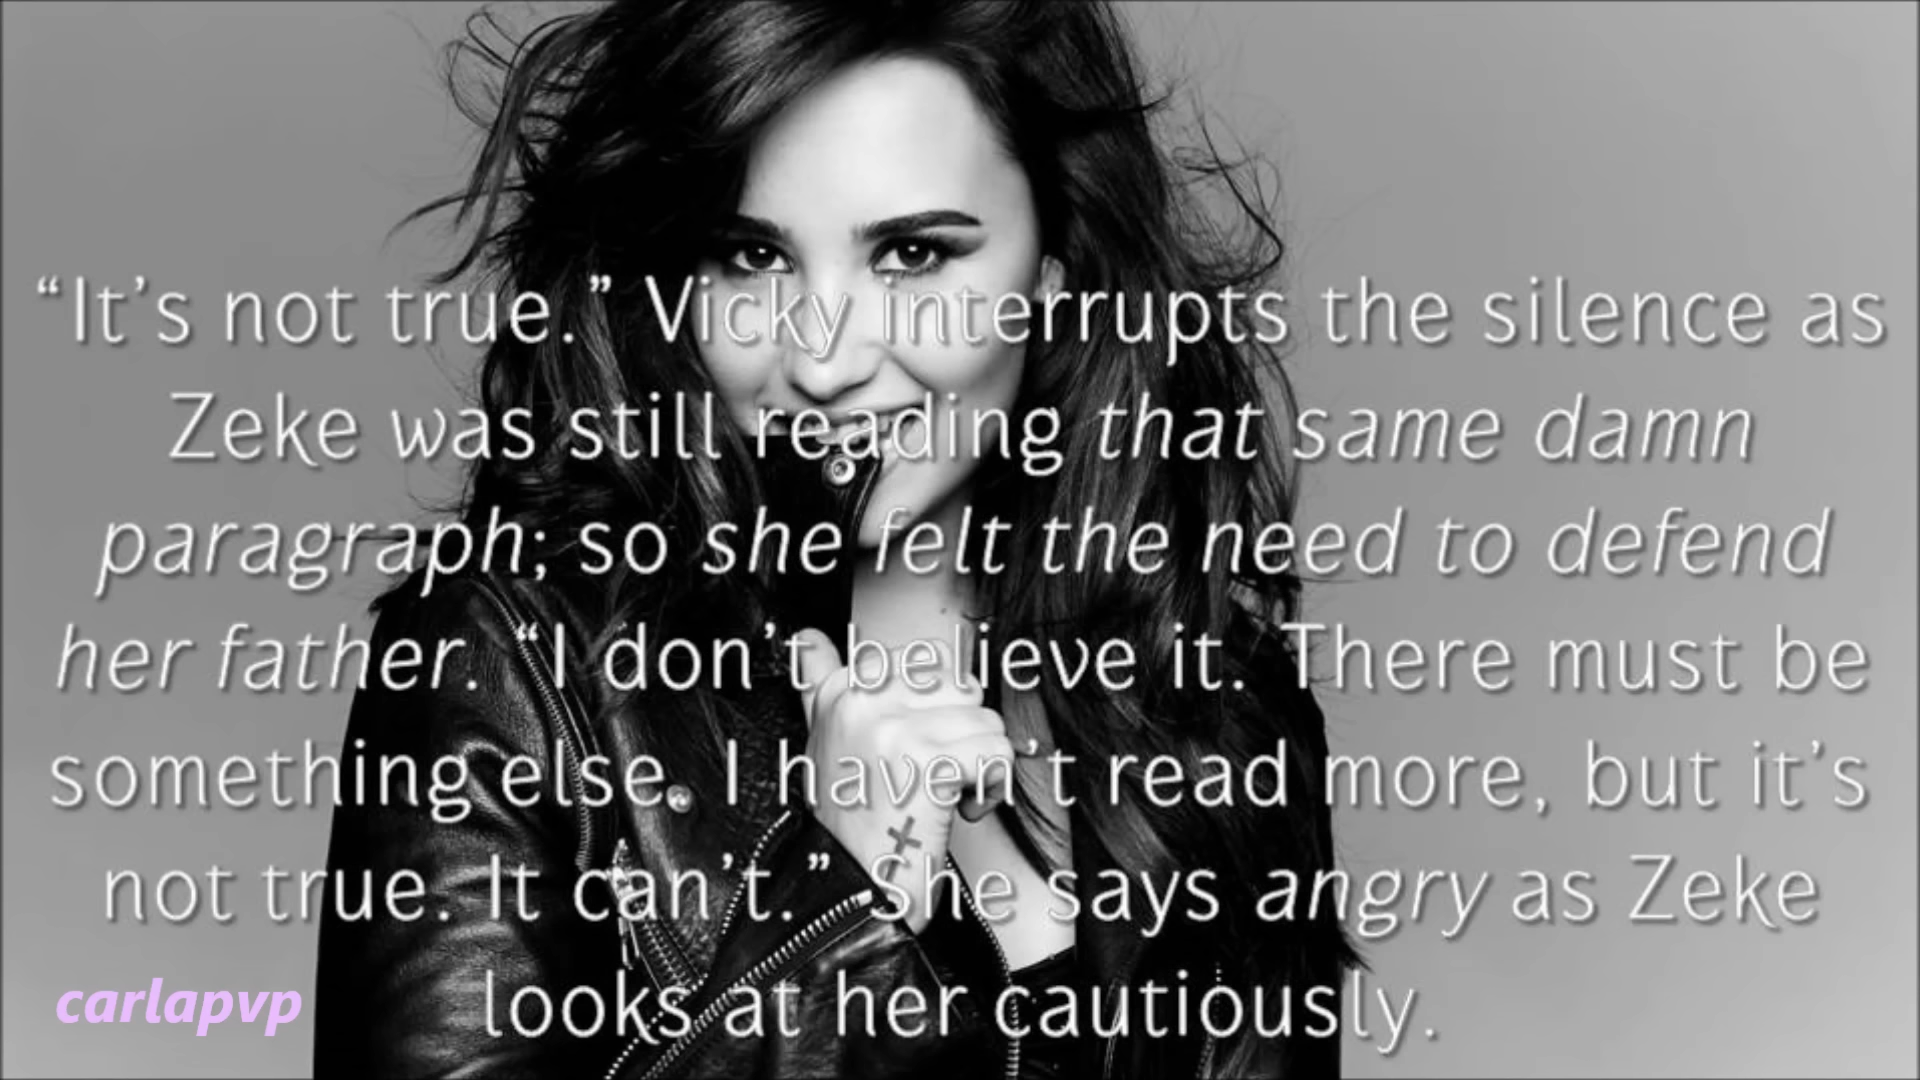 “It’s not true.” Vicky interrupts the silence as
Zeke was still reading that same damn
paragraph; so she felt the need to defend
her father. “I don’t believe it. There must be
something else. I haven’t read more, but it’s
not true. It can’t.” She says angry as Zeke
looks at her cautiously.
carlapvp